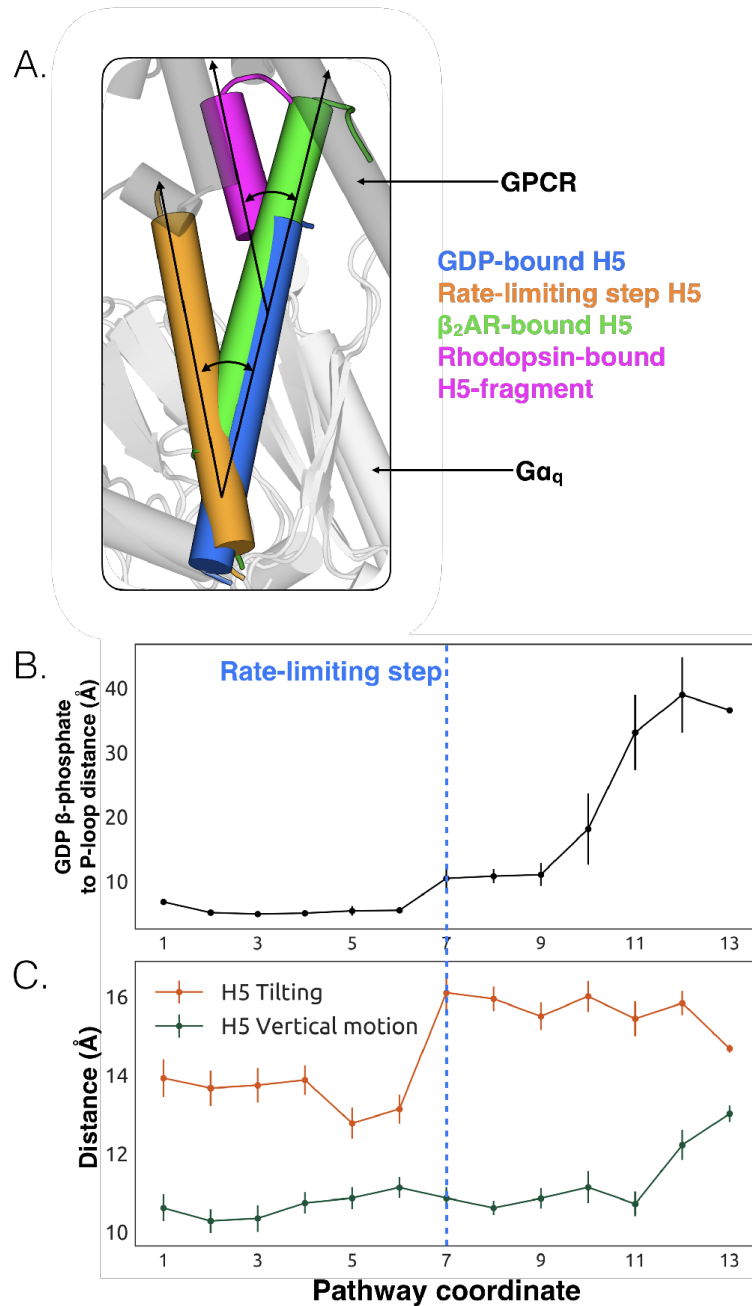 A.
GPCR
GDP-bound H5
Rate-limiting step H5
β₂AR-bound H5
Rhodopsin-bound
H5-fragment
Gα_q
B.
Rate-limiting step
GDP β-phosphate
to P-loop distance (Å)
40
30
20
10
1 3 5 7 9 11 13
C.
H5 Tilting
H5 Vertical motion
Distance (Å)
16
14
12
10
1 3 5 7 9 11 13
Pathway coordinate